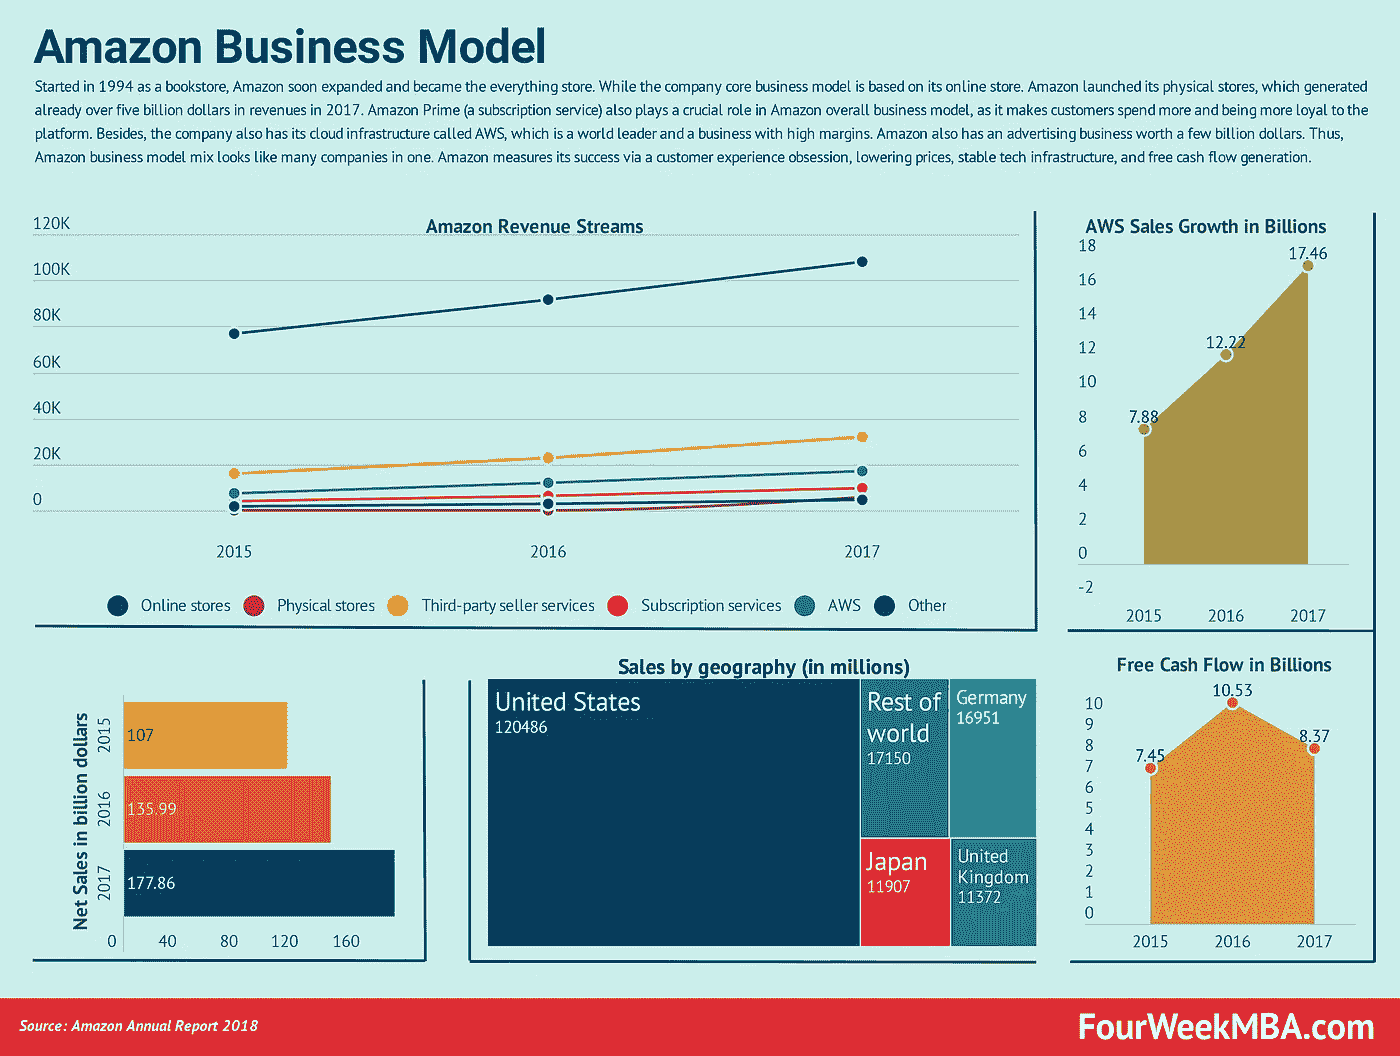 Amazon Business Model
Started in 1994 as a bookstore, Amazon soon expanded and became the everything store. While the company core business model is based on its online store. Amazon launched its physical stores, which generated
already over five billion dollars in revenues in 2017. Amazon Prime (a subscription service) also plays a crucial role in Amazon overall business model, as it makes customers spend more and being more loyal to the
platform. Besides, the company also has its cloud infrastructure called AWS, which is a world leader and a business with high margins. Amazon also has an advertising business worth a few billion dollars. Thus,
Amazon business model mix looks like many companies in one. Amazon measures its success via a customer experience obsession, lowering prices, stable tech infrastructure, and free cash flow generation.
Amazon Revenue Streams
120K
100K
80K
60K
40K
20K
0
2015 2016 2017
Online stores Physical stores Third-party seller services Subscription services AWS Other
AWS Sales Growth in Billions
18
16
14
12
10
8
6
4
2
0
-2
7.88
12.22
17.46
2015 2016 2017
Net Sales in billion dollars
2015
107
2016
135.99
2017
177.86
0 40 80 120 160
Sales by geography (in millions)
United States
120486
Rest of
world
17150
Germany
16951
Japan
11907
United
Kingdom
11372
Free Cash Flow in Billions
10
9
8
7
6
5
4
3
2
1
0
7.45
10.53
8.37
2015 2016 2017
Source: Amazon Annual Report 2018
FourWeekMBA.com